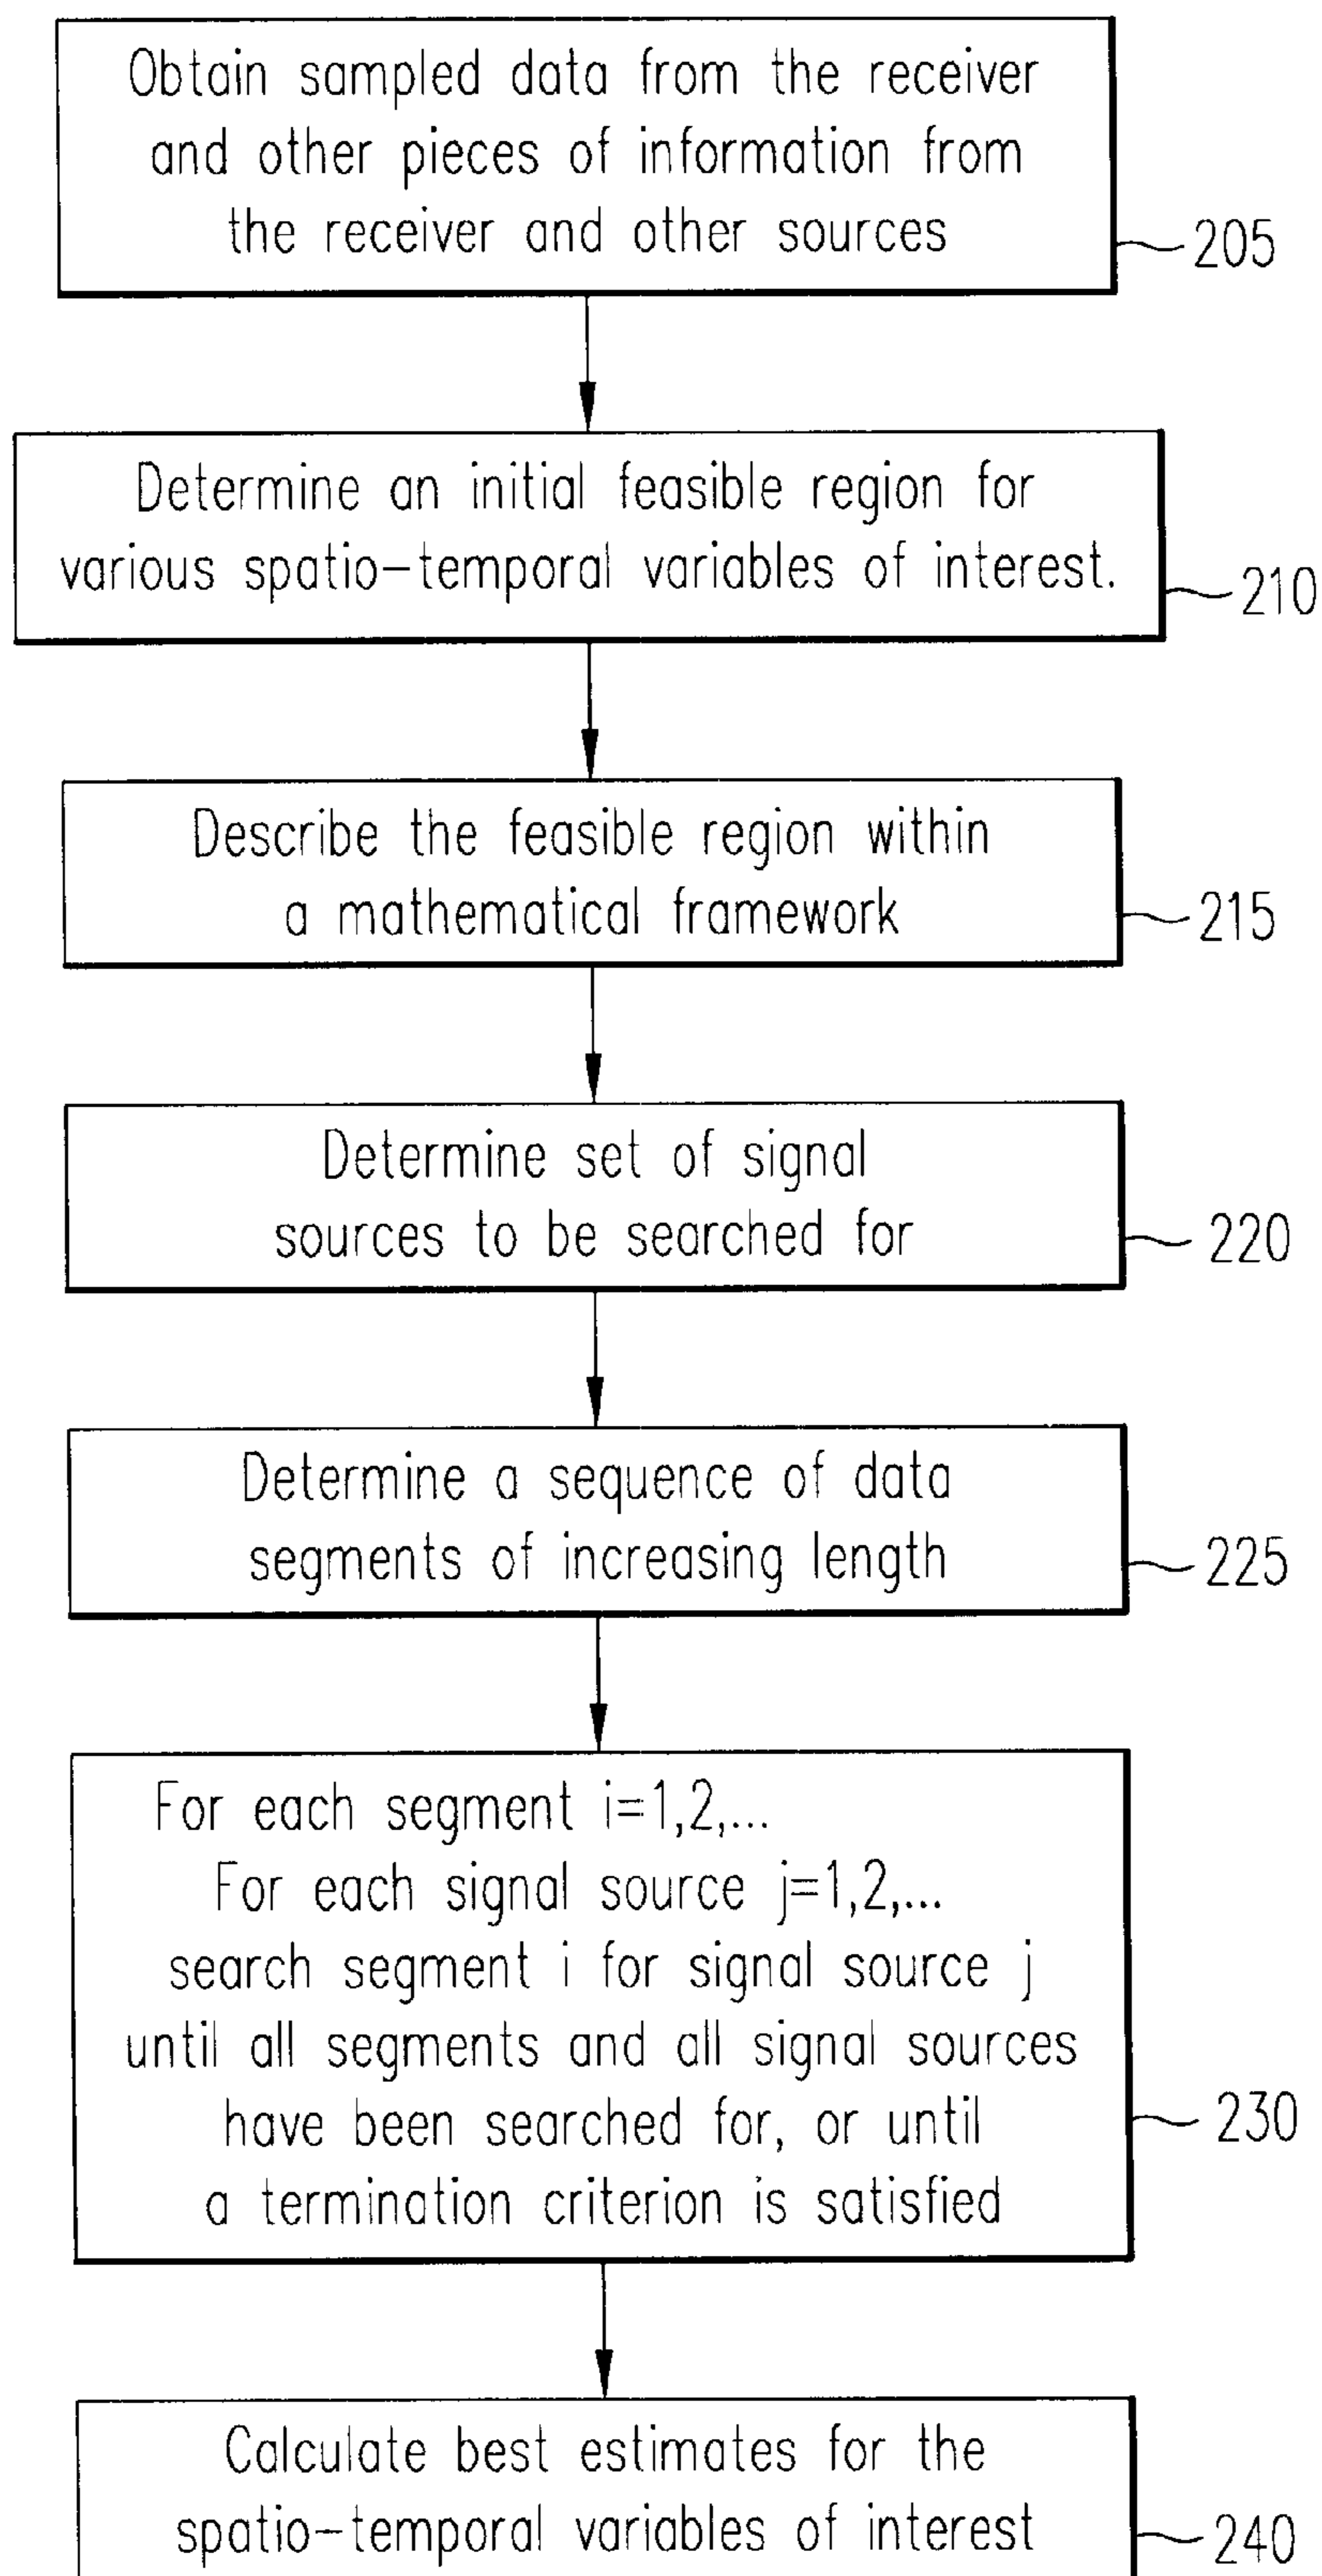 Obtain sampled data from the receiver
and other pieces of information from
the receiver and other sources
205
Determine an initial feasible region for
various spatio-temporal variables of interest.
210
Describe the feasible region within
a mathematical framework
215
Determine set of signal
sources to be searched for
220
Determine a sequence of data
segments of increasing length
225
For each segment i=1,2,...
For each signal source j=1,2,...
search segment i for signal source j
until all segments and all signal sources
have been searched for, or until
a termination criterion is satisfied
230
Calculate best estimates for the
spatio-temporal variables of interest
240